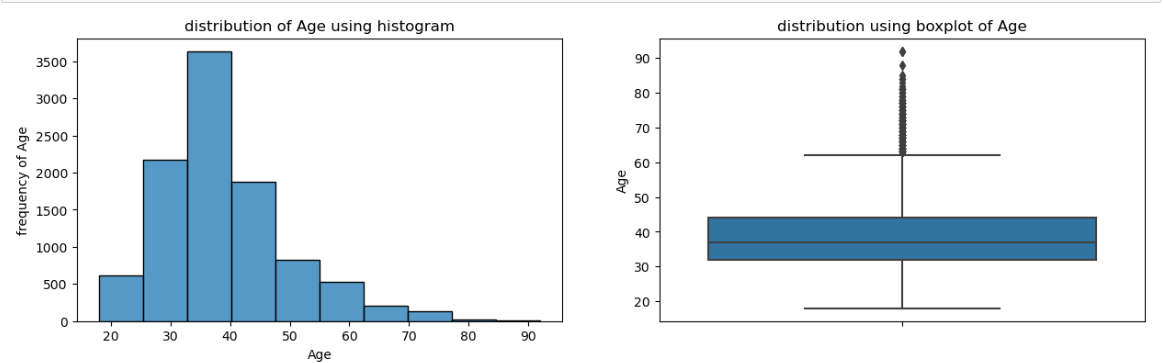 distribution of Age using histogram
frequency of Age
3500
3000
2500
2000
1500
1000
500
0
20 30 40 50 60 70 80 90
Age
distribution using boxplot of Age
Age
90
80
70
60
50
40
30
20